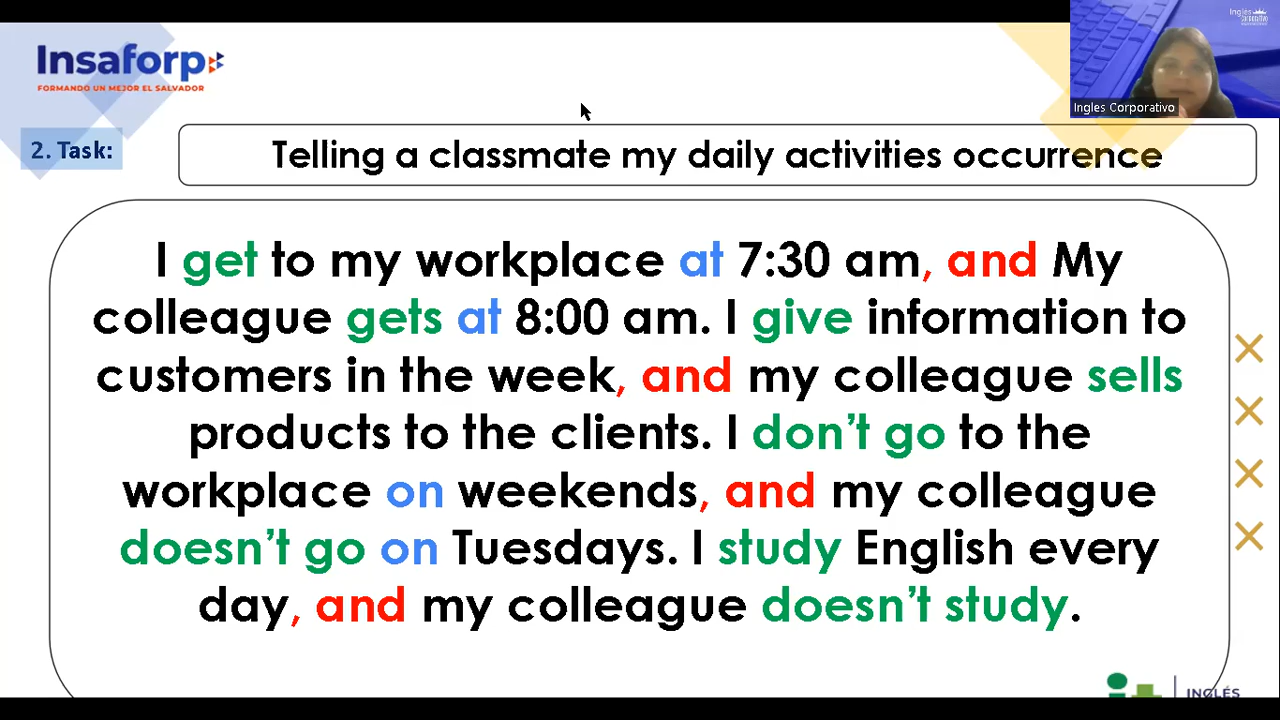 Insaforp
FORMANDO UN MEJOR EL SALVADOR
Ingles
Ingles Corporativo
2. Task:
Telling a classmate my daily activities occurrence
I get to my workplace at 7:30 am, and My
colleague gets at 8:00 am. I give information to
customers in the week, and my colleague sells
products to the clients. I don't go to the
workplace on weekends, and my colleague
doesn't go on Tuesdays. I study English every
day, and my colleague doesn't study.
INGLÉS